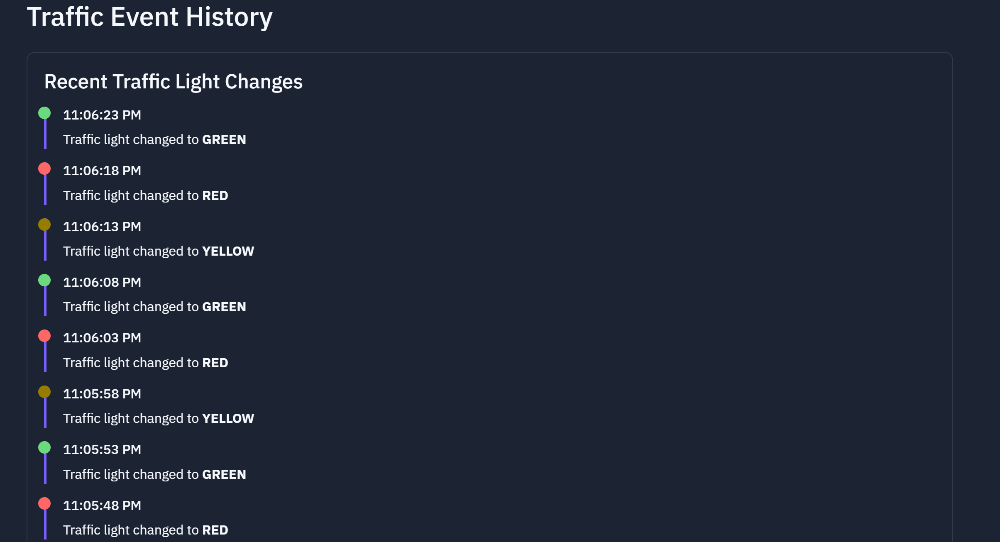 Traffic Event History
Recent Traffic Light Changes
11:06:23 PM
Traffic light changed to GREEN
11:06:18 PM
Traffic light changed to RED
11:06:13 PM
Traffic light changed to YELLOW
11:06:08 PM
Traffic light changed to GREEN
11:06:03 PM
Traffic light changed to RED
11:05:58 PM
Traffic light changed to YELLOW
11:05:53 PM
Traffic light changed to GREEN
11:05:48 PM
Traffic light changed to RED